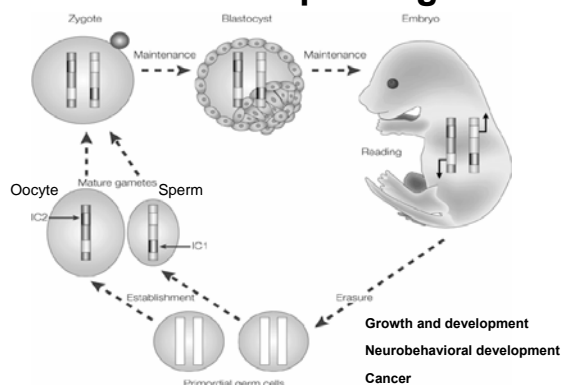 Zygote
Blastocyst
Embryo
Maintenance
Maintenance
Reading
Oocyte
Mature gametes
Sperm
IC2
IC1
Establishment
Erasure
Primordial germ cells
Growth and development
Neurobehavioral development
Cancer